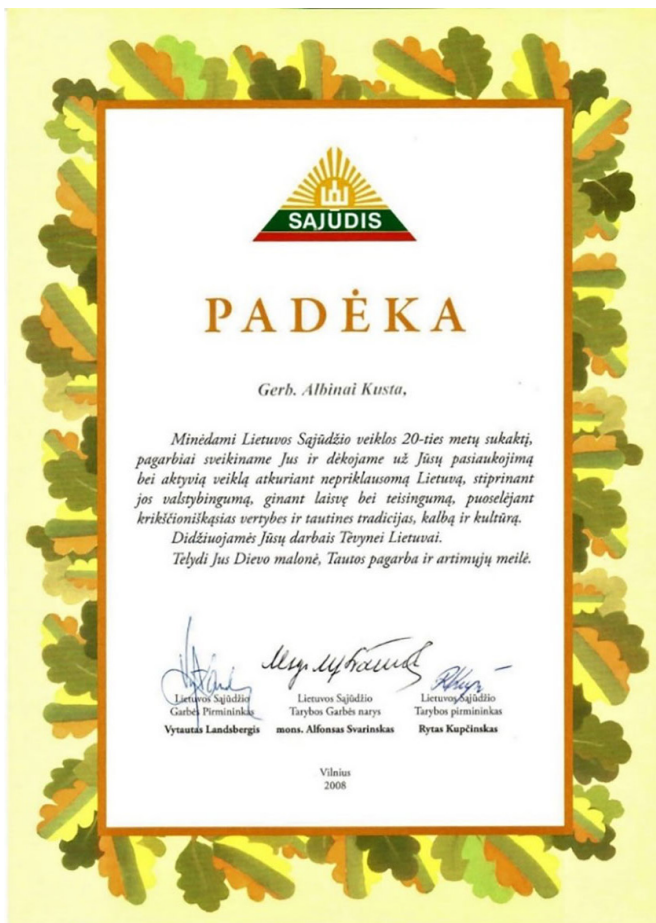 SĄJŪDIS
PADĖKA
Gerb. Albinai Kusta,
Minėdami Lietuvos Sąjūdžio veiklos 20-ties metų sukaktį,
pagarbiai sveikiname Jus ir dėkojame už Jūsų pasiaukojimą
bei aktyvią veiklą atkuriant nepriklausomą Lietuvą, stiprinant
jos valstybingumą, ginant laisvę bei teisingumą, puoselėjant
krikščioniškąsias vertybes ir tautines tradicijas, kalbą ir kultūrą.
Didžiuojamės Jūsų darbais Tėvynei Lietuvai.
Telydi Jus Dievo malonė, Tautos pagarba ir artimųjų meilė.
Lietuvos Sąjūdžio Lietuvos Sąjūdžio Lietuvos Sąjūdžio
Garbės Pirmininkas Tarybos Garbės narys Tarybos pirmininkas
Vytautas Landsbergis mons. Alfonsas Svarinskas Rytas Kupčinskas
Vilnius
2008